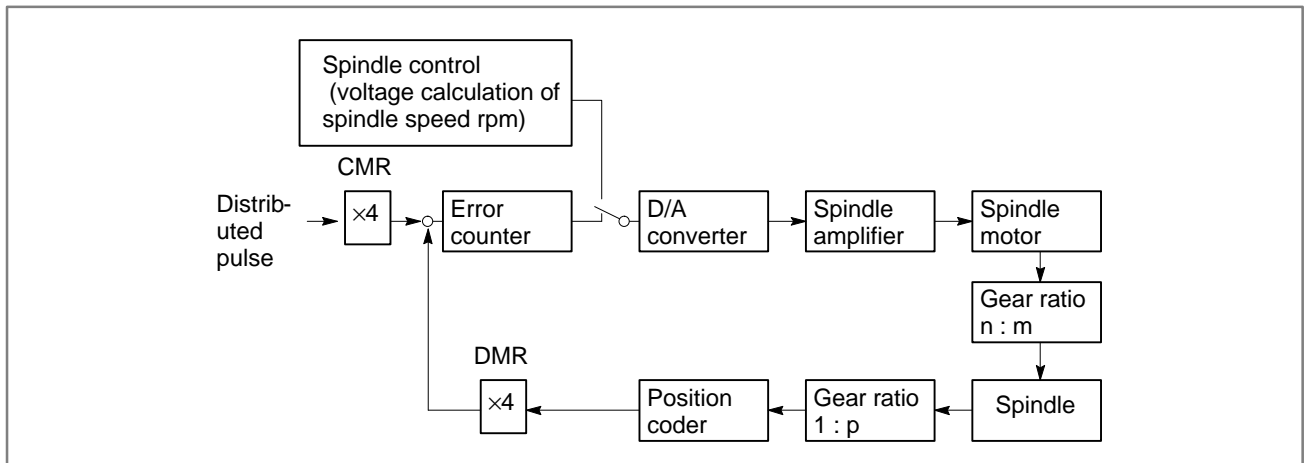 Spindle control
(voltage calculation of
spindle speed rpm)
CMR
Distrib-
uted
pulse
×4
Error
counter
D/A
converter
Spindle
amplifier
Spindle
motor
Gear ratio
n : m
DMR
×4
Position
coder
Gear ratio
1 : p
Spindle